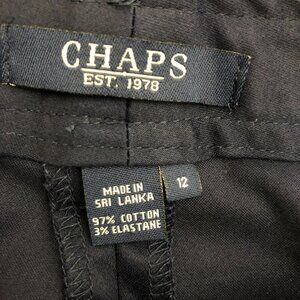 CHAPS
EST. 1978
MADE IN
SRI LANKA
97% COTTON
3% ELASTANE
12